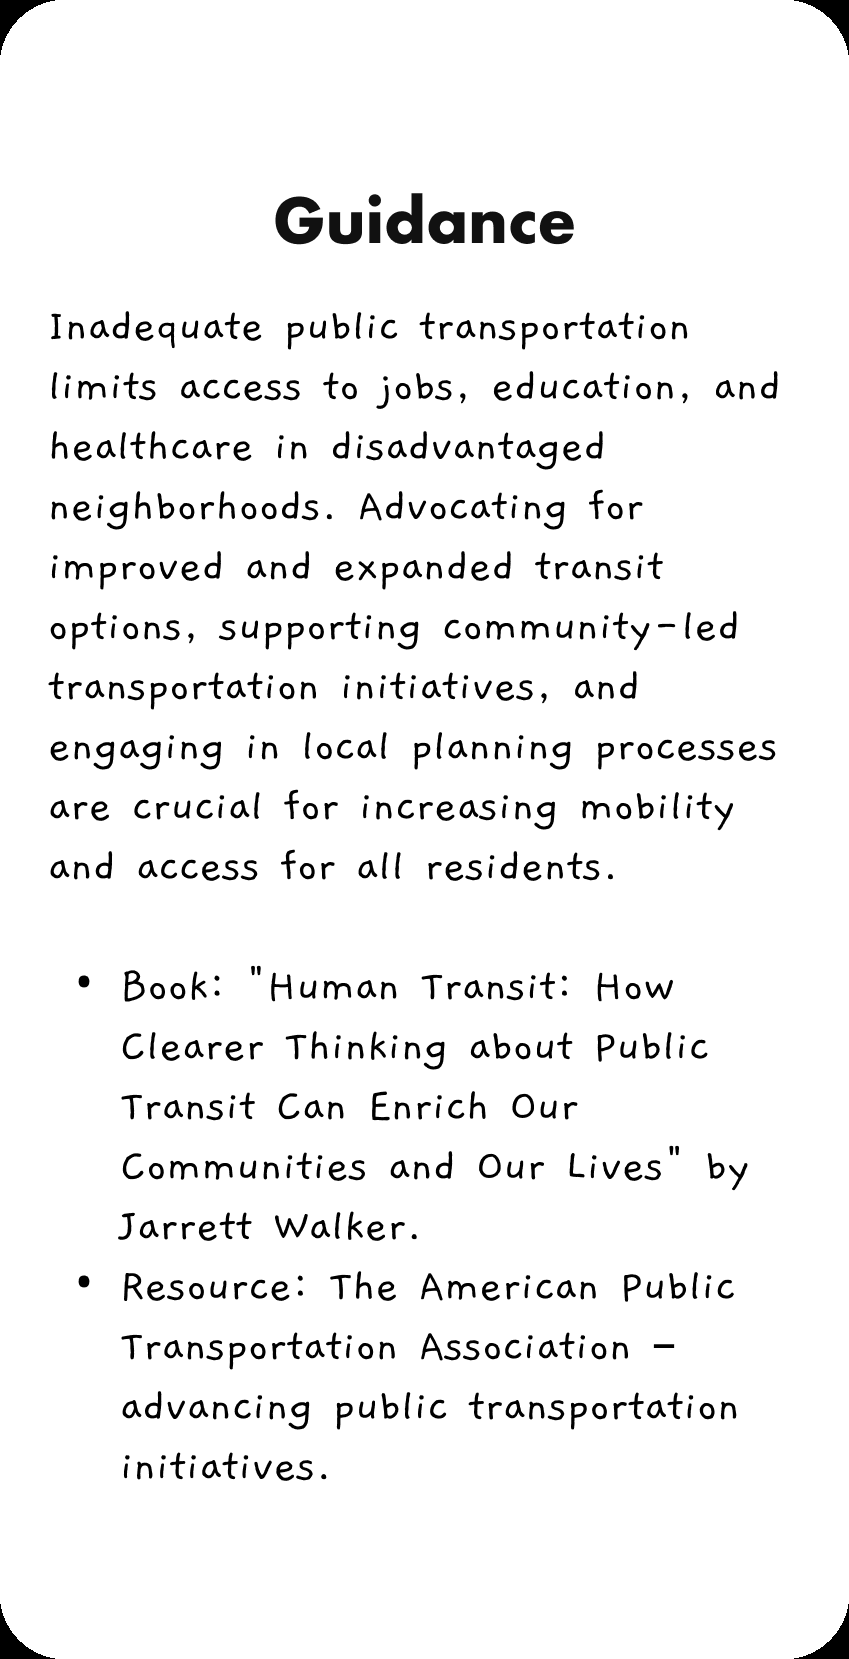 Guidance
Inadequate public transportation
limits access to jobs, education, and
healthcare in disadvantaged
neighborhoods. Advocating for
improved and expanded transit
options, supporting community-led
transportation initiatives, and
engaging in local planning processes
are crucial for increasing mobility
and access for all residents.
• Book: "Human Transit: How
Clearer Thinking about Public
Transit Can Enrich Our
Communities and Our Lives" by
Jarrett Walker.
• Resource: The American Public
Transportation Association –
advancing public transportation
initiatives.